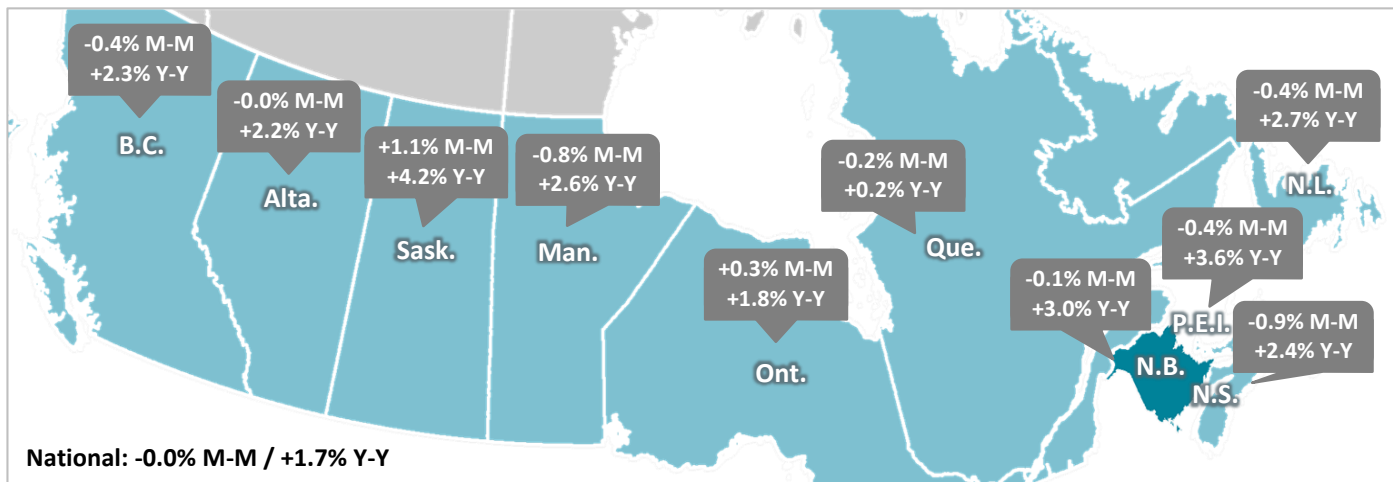 -0.4% M-M
+2.3% Y-Y
B.C.
-0.0% M-M
+2.2% Y-Y
Alta.
+1.1% M-M
+4.2% Y-Y
Sask.
-0.8% M-M
+2.6% Y-Y
Man.
+0.3% M-M
+1.8% Y-Y
Ont.
-0.2% M-M
+0.2% Y-Y
Que.
-0.4% M-M
+2.7% Y-Y
N.L.
-0.4% M-M
+3.6% Y-Y
P.E.I.
-0.1% M-M
+3.0% Y-Y
N.B.
-0.9% M-M
+2.4% Y-Y
N.S.
National: -0.0% M-M / +1.7% Y-Y